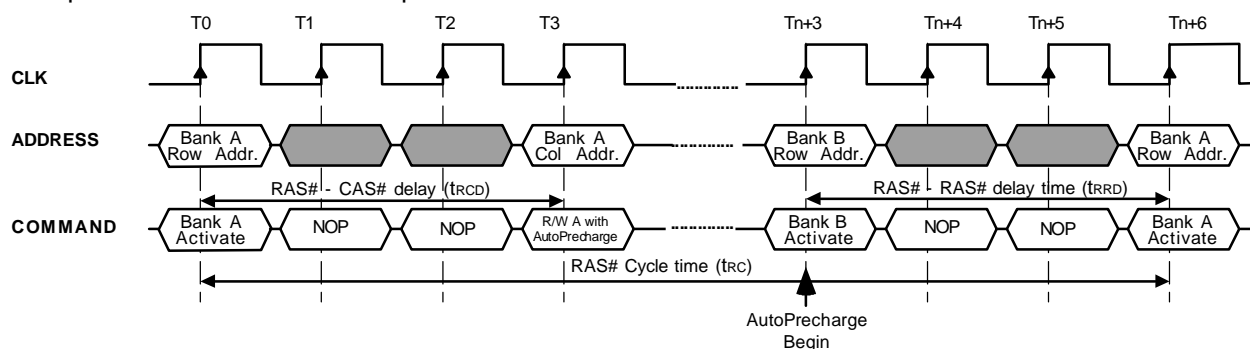 T0 T1 T2 T3 Tn+3 Tn+4 Tn+5 Tn+6
CLK
ADDRESS
Bank A
Row Addr.
Bank A
Col Addr.
Bank B
Row Addr.
Bank A
Row Addr.
RAS# - CAS# delay (tRCD)
RAS# - RAS# delay time (tRRD)
COMMAND
Bank A
Activate
NOP
NOP
R/W A with
AutoPrecharge
Bank B
Activate
NOP
NOP
Bank A
Activate
RAS# Cycle time (tRC)
AutoPrecharge
Begin